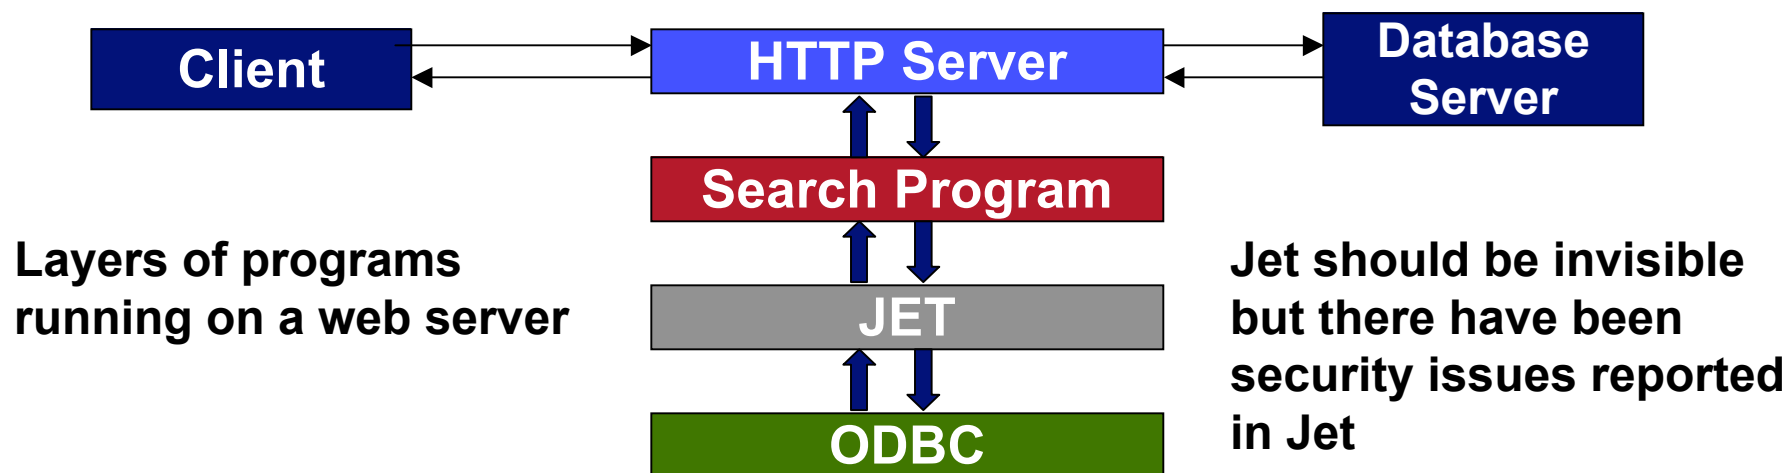 Client
HTTP Server
Database
Server
Search Program
Layers of programs
running on a web server
JET
Jet should be invisible
but there have been
security issues reported
in Jet
ODBC